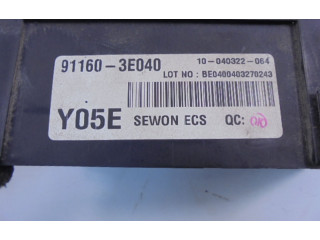 91160-3E040
10-040322-064
LOT NO : BE0400403270243
Y05E
SEWON ECS QC: